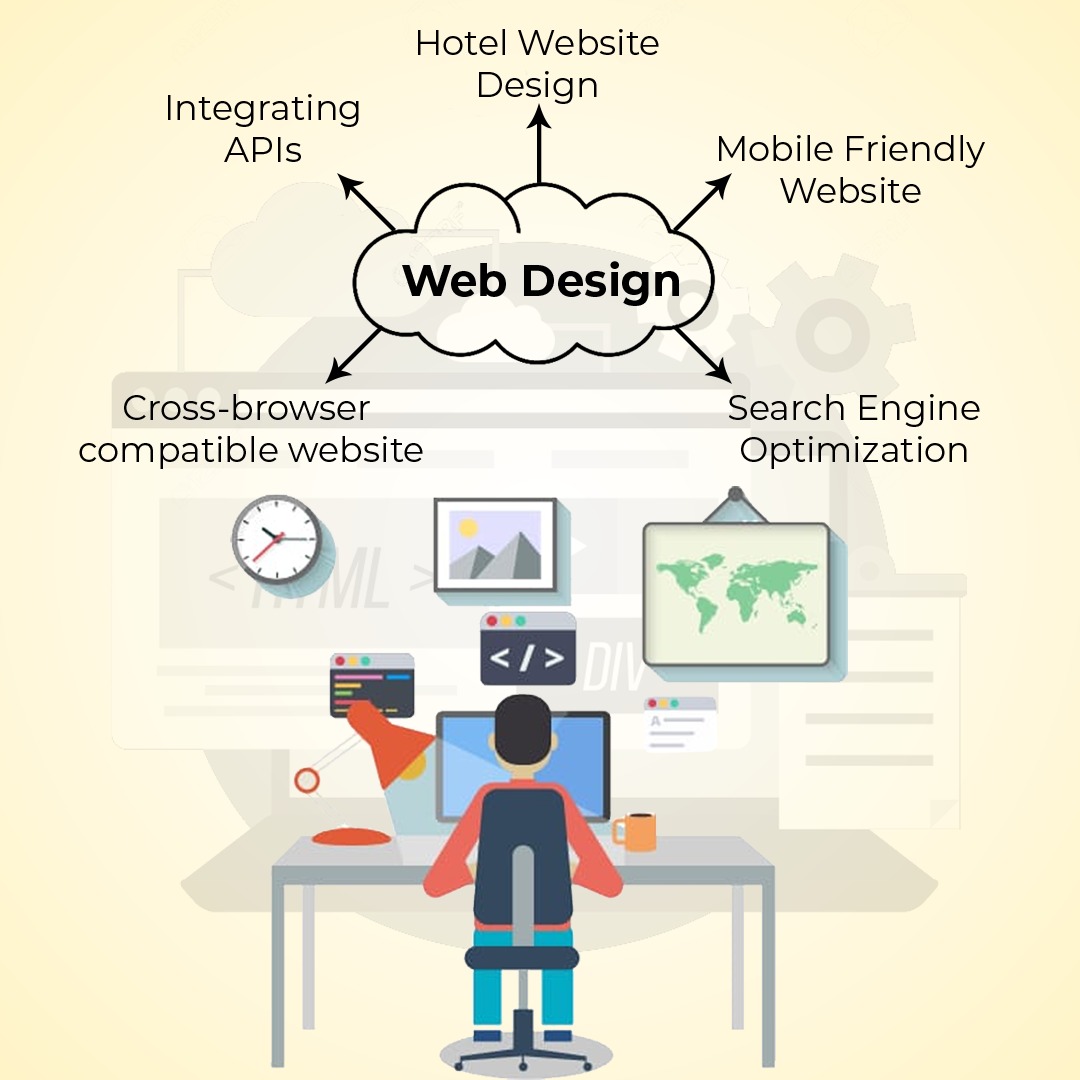 Hotel Website
Design
Integrating
APIs
Mobile Friendly
Website
Web Design
Cross-browser
compatible website
Search Engine
Optimization
< HTML >
</>
DIV
A